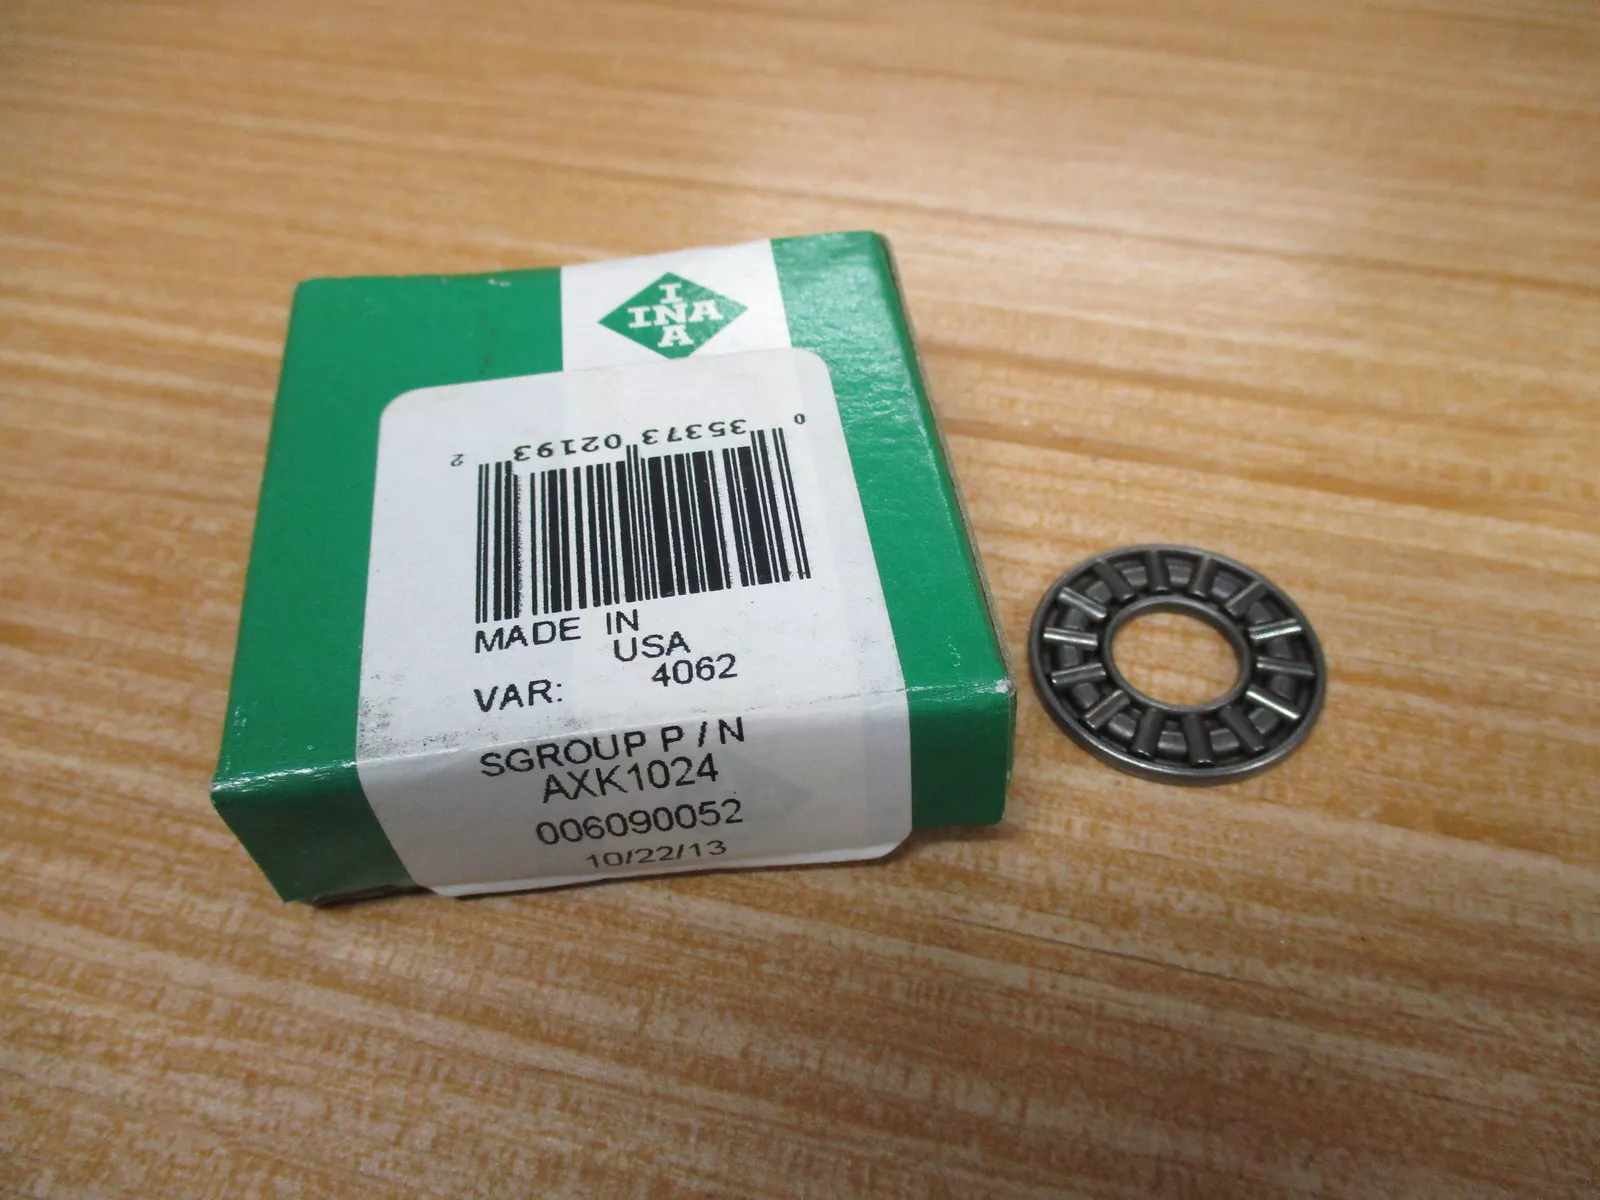 I
INA
A
0 35373 02193 2
MADE IN
USA
VAR: 4062
SGROUP P / N
AXK1024
006090052
10/22/13